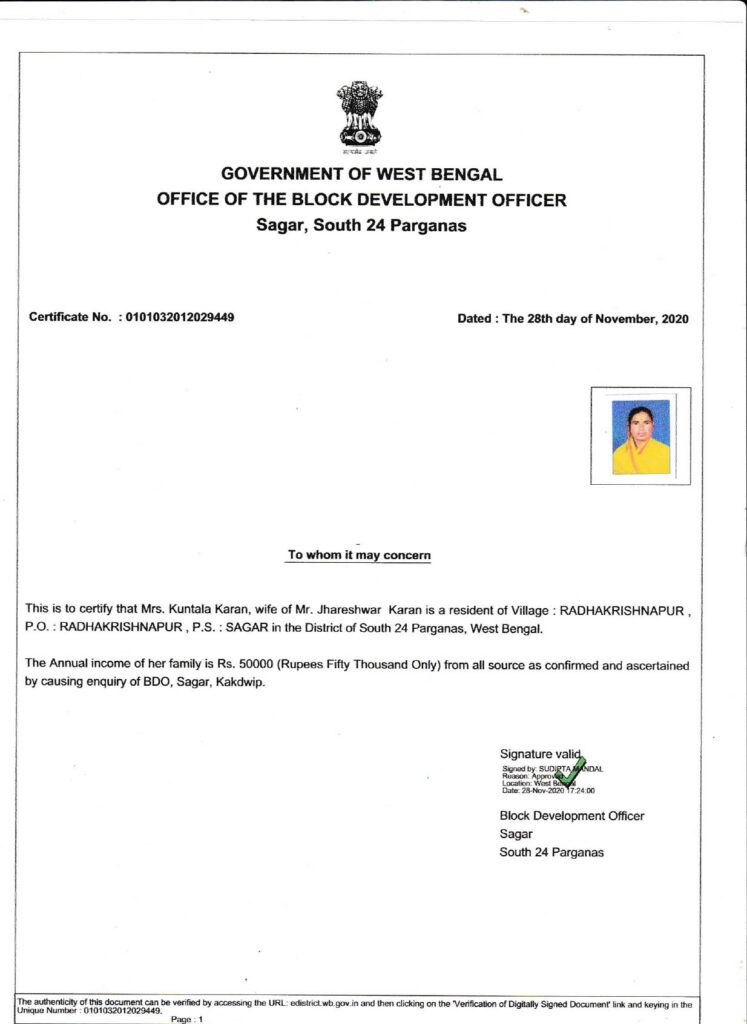 GOVERNMENT OF WEST BENGAL
OFFICE OF THE BLOCK DEVELOPMENT OFFICER
Sagar, South 24 Parganas
Certificate No. : 0101032012029449
Dated : The 28th day of November, 2020
To whom it may concern
This is to certify that Mrs. Kuntala Karan, wife of Mr. Jhareshwar Karan is a resident of Village : RADHAKRISHNAPUR ,
P.O. : RADHAKRISHNAPUR , P.S. : SAGAR in the District of South 24 Parganas, West Bengal.
The Annual income of her family is Rs. 50000 (Rupees Fifty Thousand Only) from all source as confirmed and ascertained
by causing enquiry of BDO, Sagar, Kakdwip.
Signature valid
Signed by: SUDIPTA MANDAL
Reason: Approved
Location: West Bengal
Date: 28-Nov-2020 17:24:00
Block Development Officer
Sagar
South 24 Parganas
The authenticity of this document can be verified by accessing the URL: edistrict.wb.gov.in and then clicking on the 'Verification of Digitally Signed Document' link and keying in the
Unique Number : 0101032012029449.
Page : 1